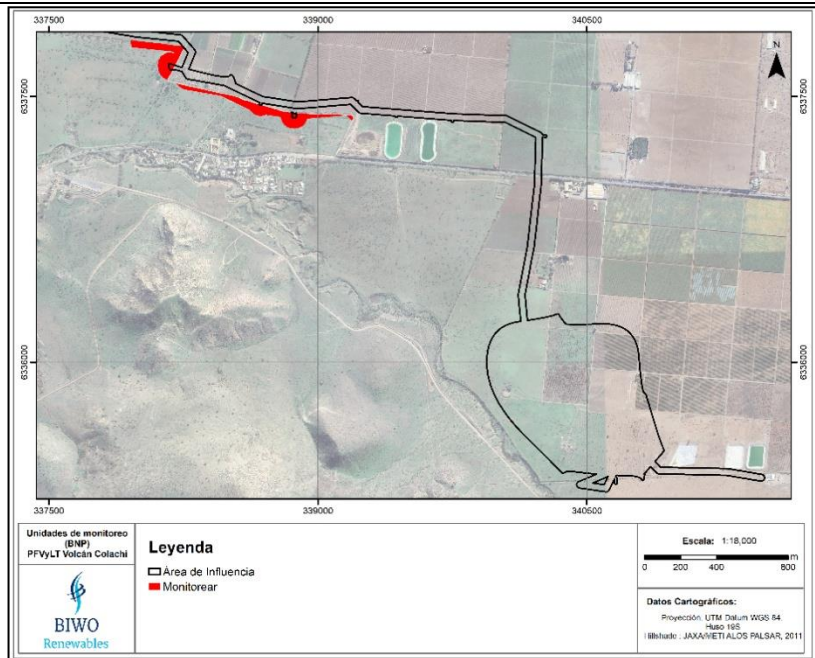 337500 339000 340500
N
6337500 6337500
6336000 6336000
337500 339000 340500
Unidades de monitoreo
(BNP)
PFVyLT Volcán Colachi
BIWO
Renewables
Leyenda
Área de Influencia
Monitorear
Escala: 1:18,000
0 200 400 800 m
Datos Cartográficos:
Proyección, UTM Datum WGS 84.
Huso 19S
Hillshade : JAXA/METI ALOS PALSAR, 2011